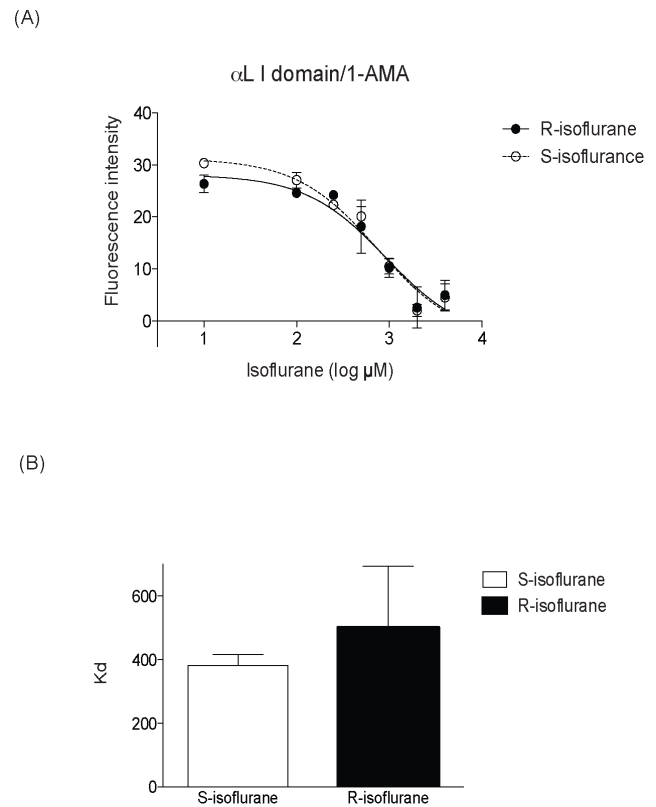 (A)
αL I domain/1-AMA
Fluorescence intensity
40
30
20
10
0
1 2 3 4
Isoflurane (log µM)
R-isoflurane
S-isoflurance
(B)
Kd
600
400
200
0
S-isoflurane R-isoflurane
S-isoflurane
R-isoflurane